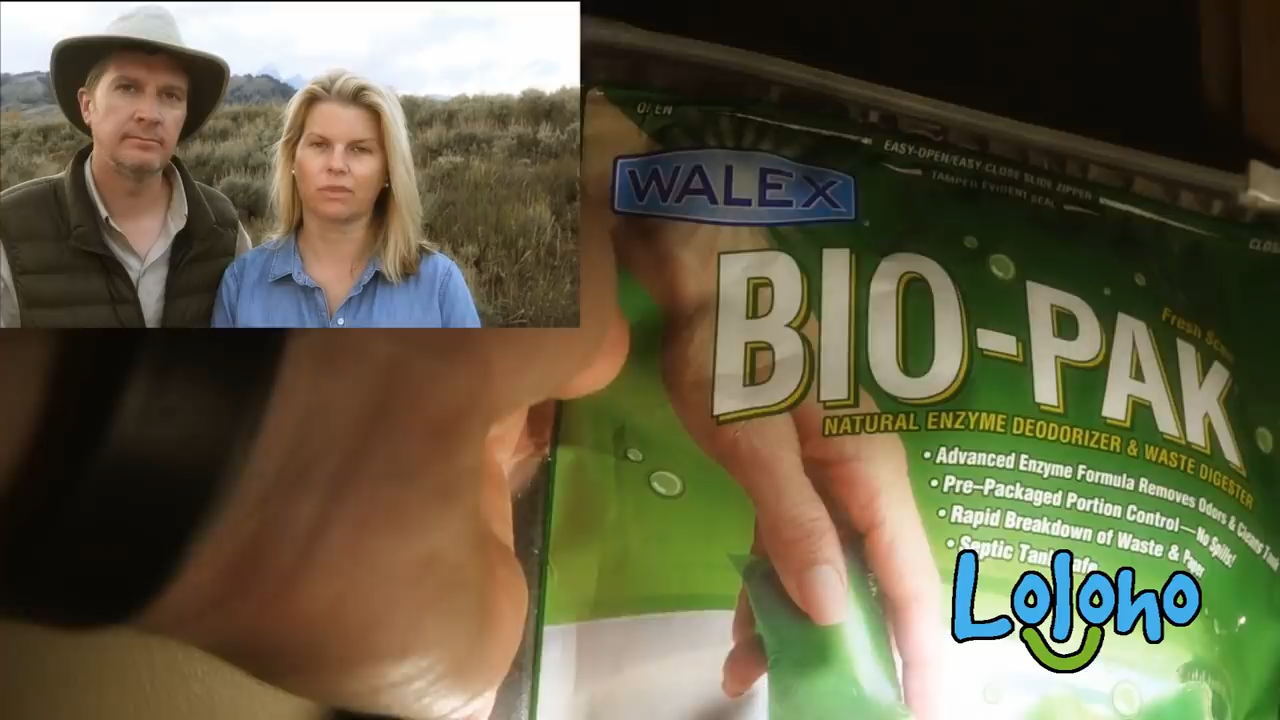 OPEN
EASY-OPEN/EASY-CLOSE SLIDE ZIPPER
TAMPER EVIDENT SEAL
WALEX
BIO-PAK
Fresh
NATURAL ENZYME DEODORIZER & WASTE DIGESTER
• Advanced Enzyme Formula Removes Odors & Cleans
• Pre-Packaged Portion Control—No Spills!
• Rapid Breakdown of Waste & Paper
• Septic Tank Safe
Loloho